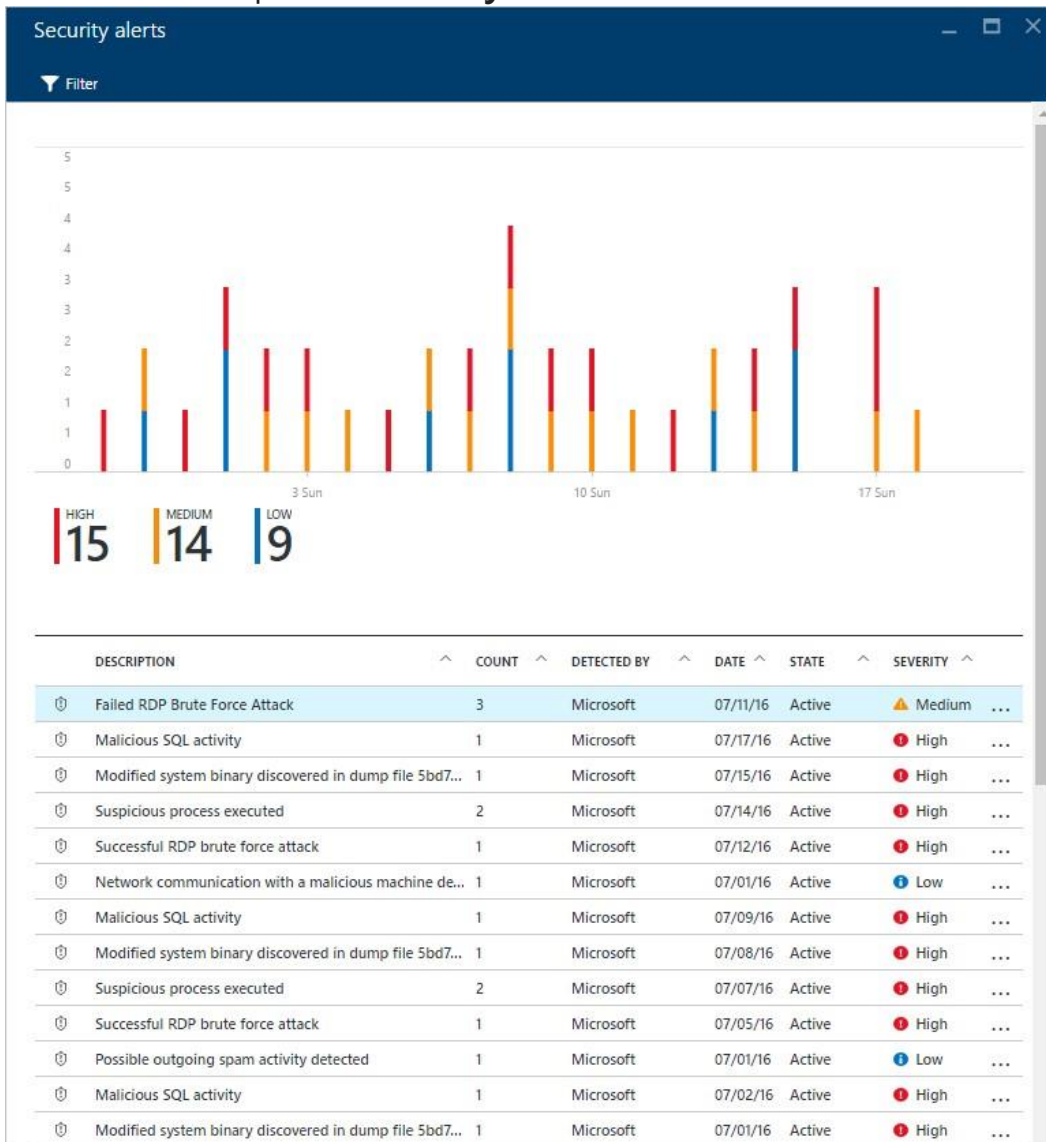 Security alerts
Filter
5
5
4
4
3
3
2
2
1
1
0
3 Sun 10 Sun 17 Sun
HIGH MEDIUM LOW
15 14 9
DESCRIPTION COUNT DETECTED BY DATE STATE SEVERITY
Failed RDP Brute Force Attack 3 Microsoft 07/11/16 Active Medium ...
Malicious SQL activity 1 Microsoft 07/17/16 Active High ...
Modified system binary discovered in dump file 5bd7... 1 Microsoft 07/15/16 Active High ...
Suspicious process executed 2 Microsoft 07/14/16 Active High ...
Successful RDP brute force attack 1 Microsoft 07/12/16 Active High ...
Network communication with a malicious machine de... 1 Microsoft 07/01/16 Active Low ...
Malicious SQL activity 1 Microsoft 07/09/16 Active High ...
Modified system binary discovered in dump file 5bd7... 1 Microsoft 07/08/16 Active High ...
Suspicious process executed 2 Microsoft 07/07/16 Active High ...
Successful RDP brute force attack 1 Microsoft 07/05/16 Active High ...
Possible outgoing spam activity detected 1 Microsoft 07/01/16 Active Low ...
Malicious SQL activity 1 Microsoft 07/02/16 Active High ...
Modified system binary discovered in dump file 5bd7... 1 Microsoft 07/01/16 Active High ...